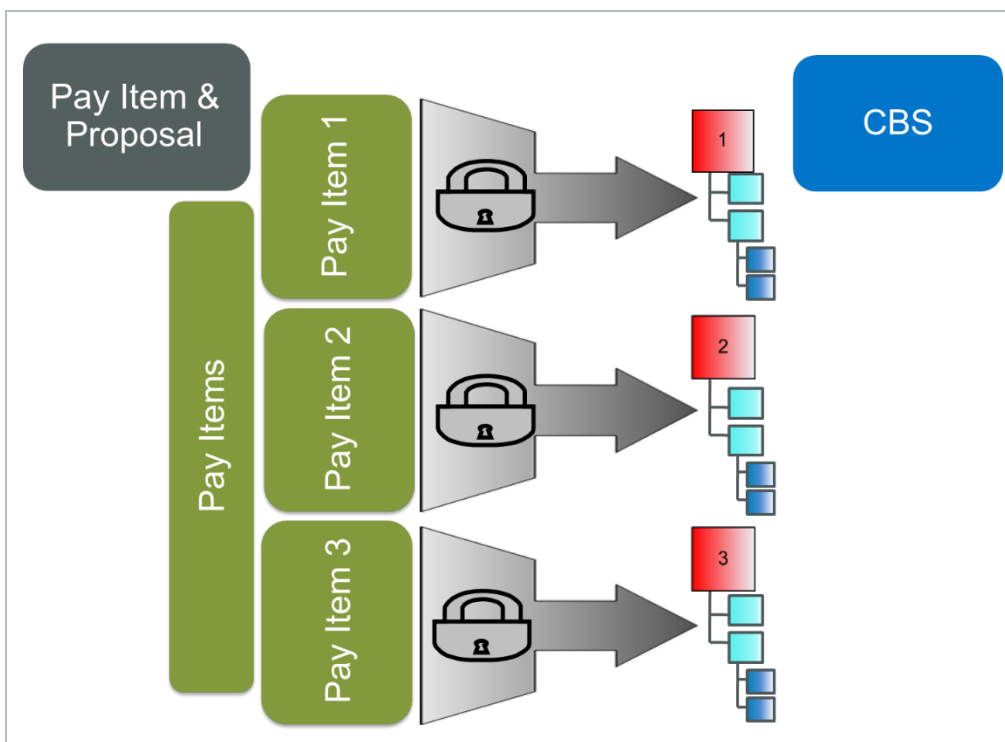 Pay Item &
Proposal
CBS
Pay Items
Pay Item 1
1
Pay Item 2
2
Pay Item 3
3